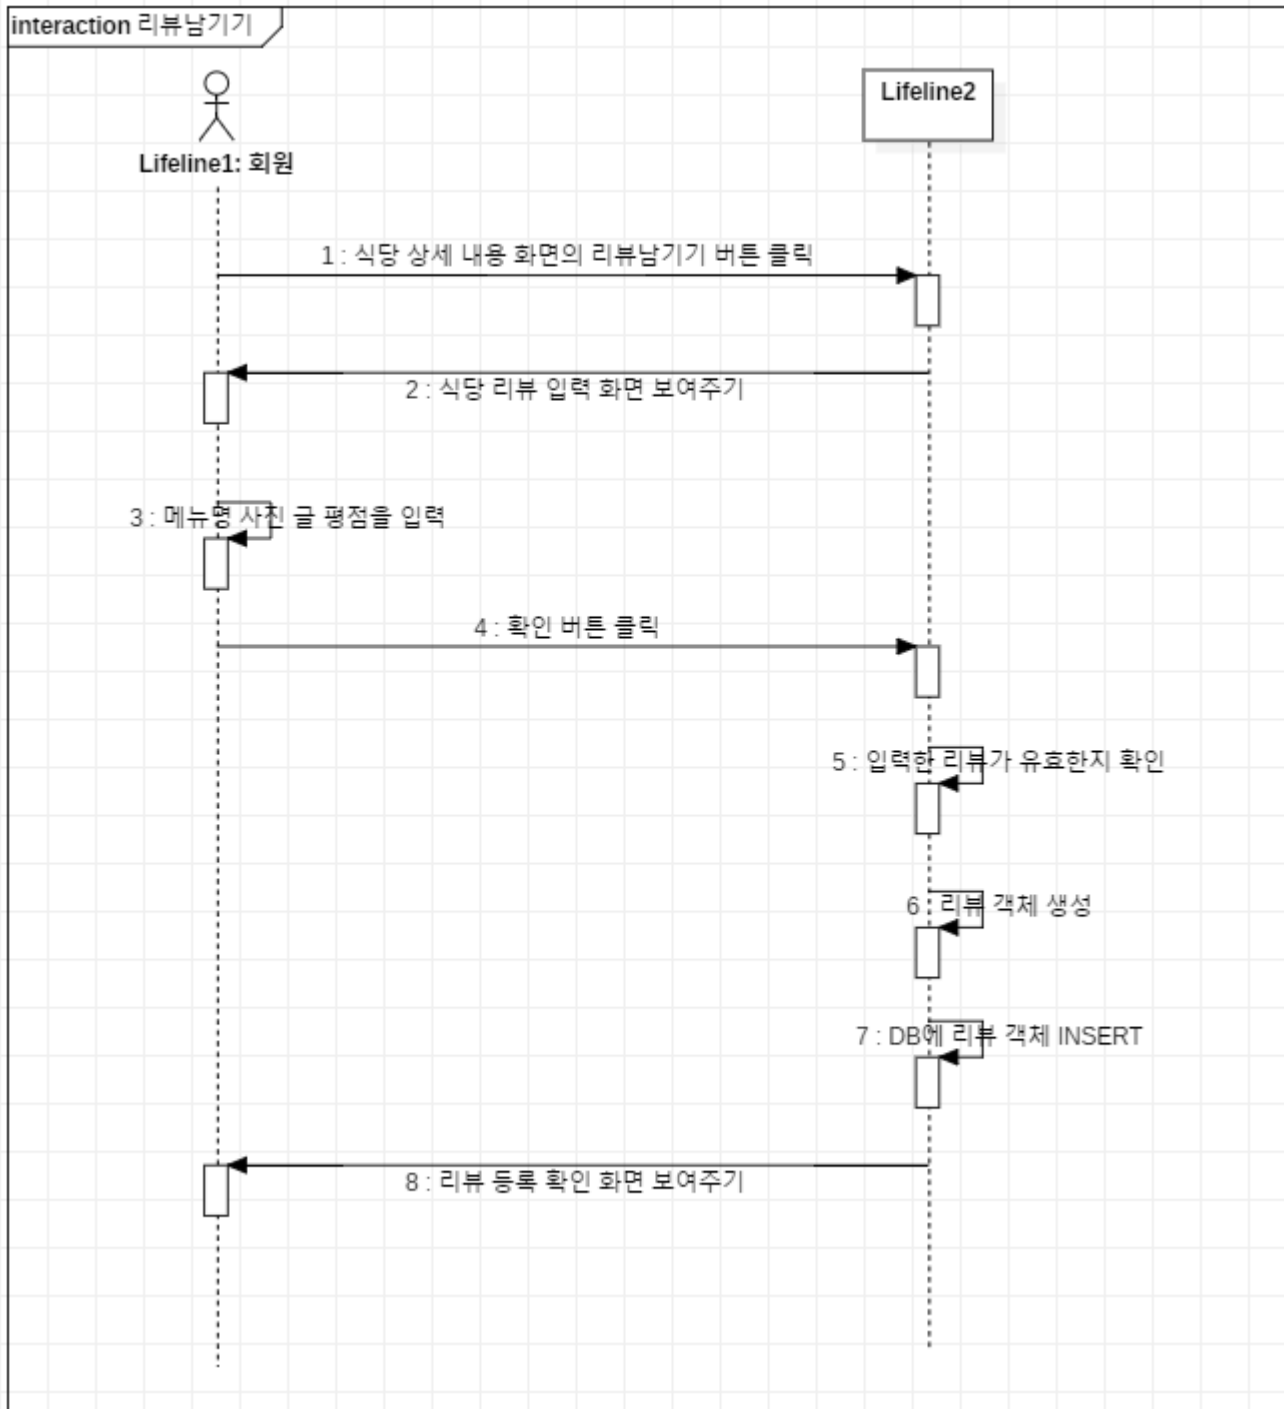 interaction 리뷰남기기
Lifeline2
Lifeline1: 회원
1 : 식당 상세 내용 화면의 리뷰남기기 버튼 클릭
2 : 식당 리뷰 입력 화면 보여주기
3 : 메뉴명 사진 글 평점을 입력
4 : 확인 버튼 클릭
5 : 입력한 리뷰가 유효한지 확인
6 : 리뷰 객체 생성
7 : DB에 리뷰 객체 INSERT
8 : 리뷰 등록 확인 화면 보여주기